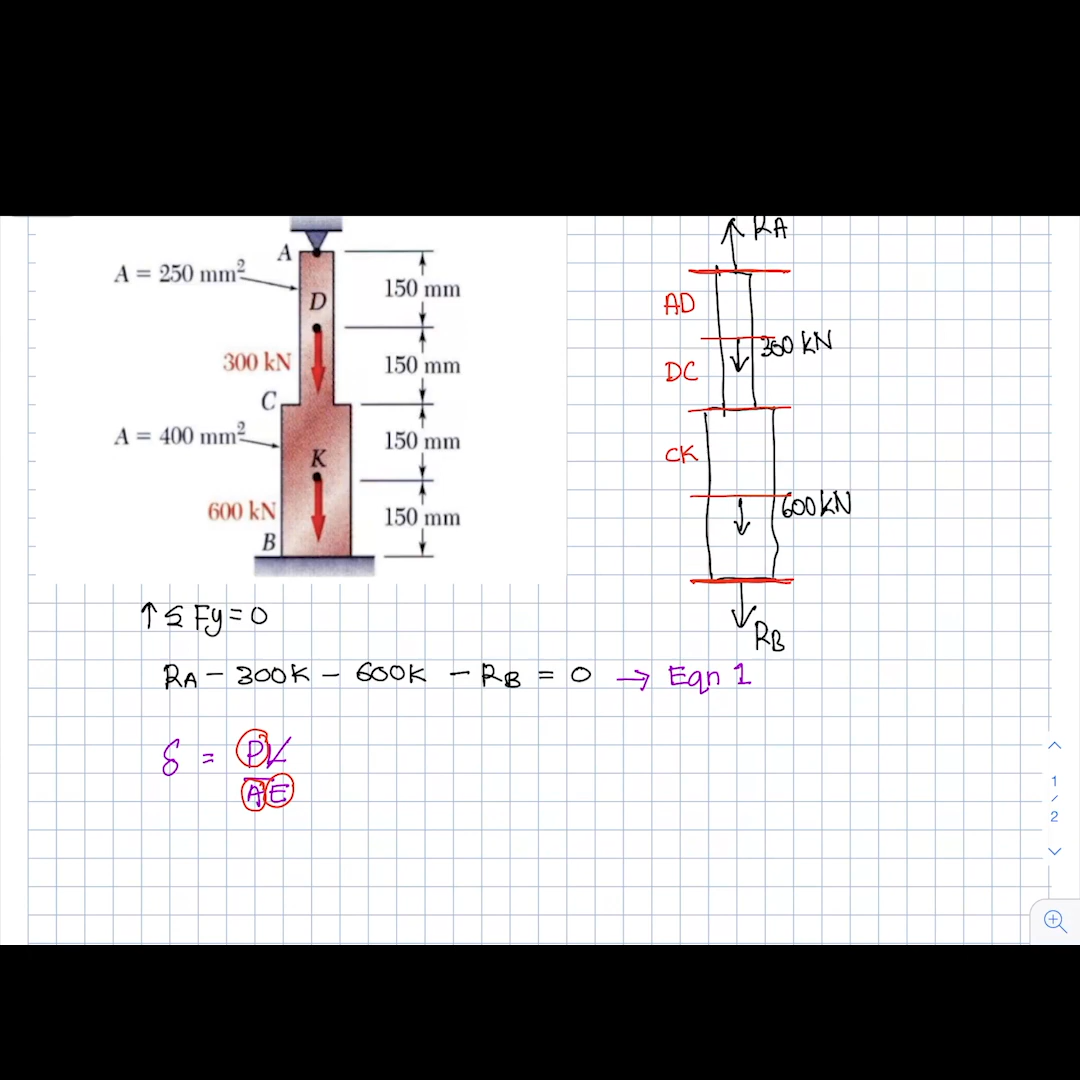 A
A = 250 mm²
D
150 mm
300 kN
150 mm
C
A = 400 mm²
150 mm
K
600 kN
150 mm
B
RA
AD
300 KN
DC
CK
600 KN
RB
↑ Σ Fy = 0
RA - 300K - 600K - RB = 0 → Eqn 1
δ = PL
AE
1
/
2